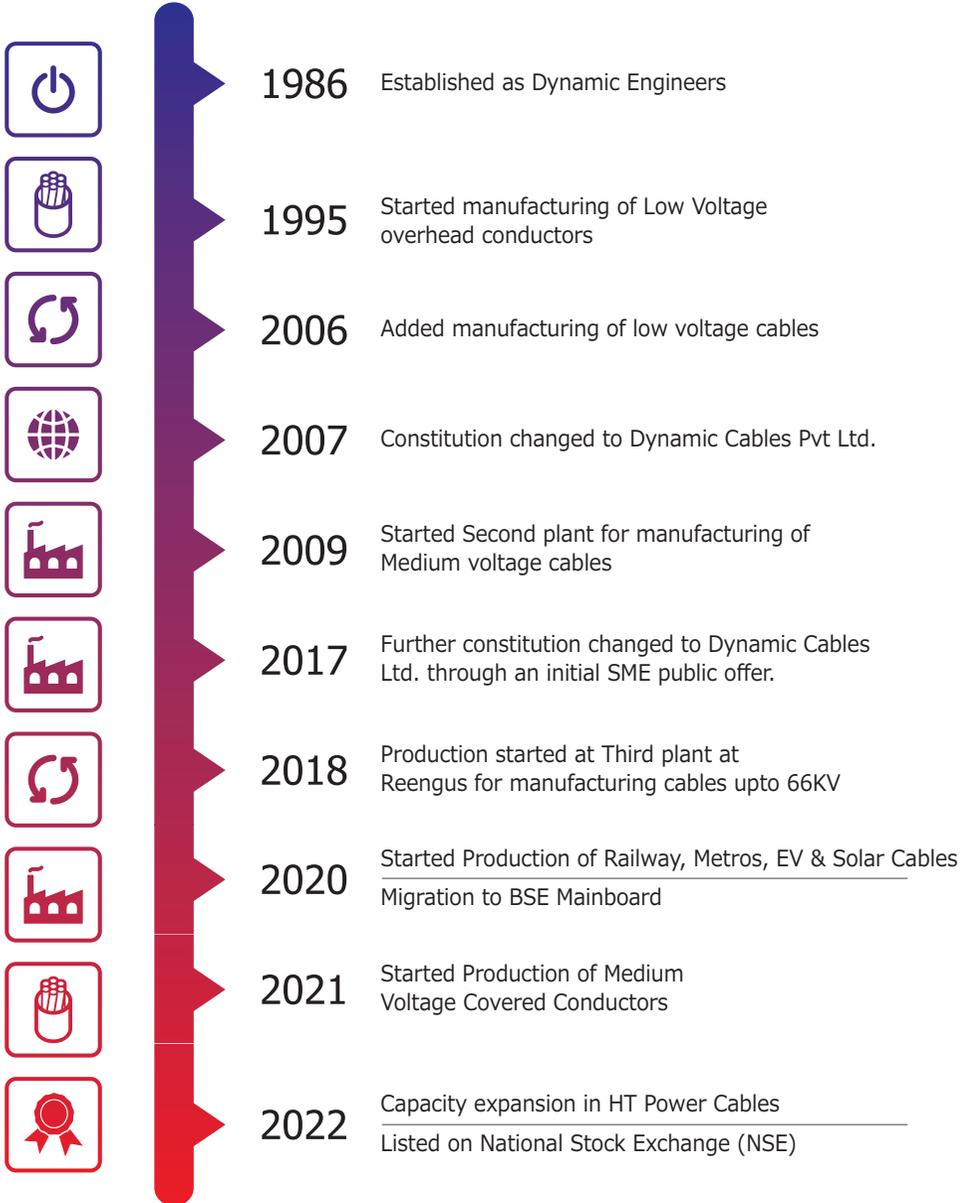 1986
Established as Dynamic Engineers
1995
Started manufacturing of Low Voltage
overhead conductors
2006
Added manufacturing of low voltage cables
2007
Constitution changed to Dynamic Cables Pvt Ltd.
2009
Started Second plant for manufacturing of
Medium voltage cables
2017
Further constitution changed to Dynamic Cables
Ltd. through an initial SME public offer.
2018
Production started at Third plant at
Reengus for manufacturing cables upto 66KV
2020
Started Production of Railway, Metros, EV & Solar Cables
Migration to BSE Mainboard
2021
Started Production of Medium
Voltage Covered Conductors
2022
Capacity expansion in HT Power Cables
Listed on National Stock Exchange (NSE)